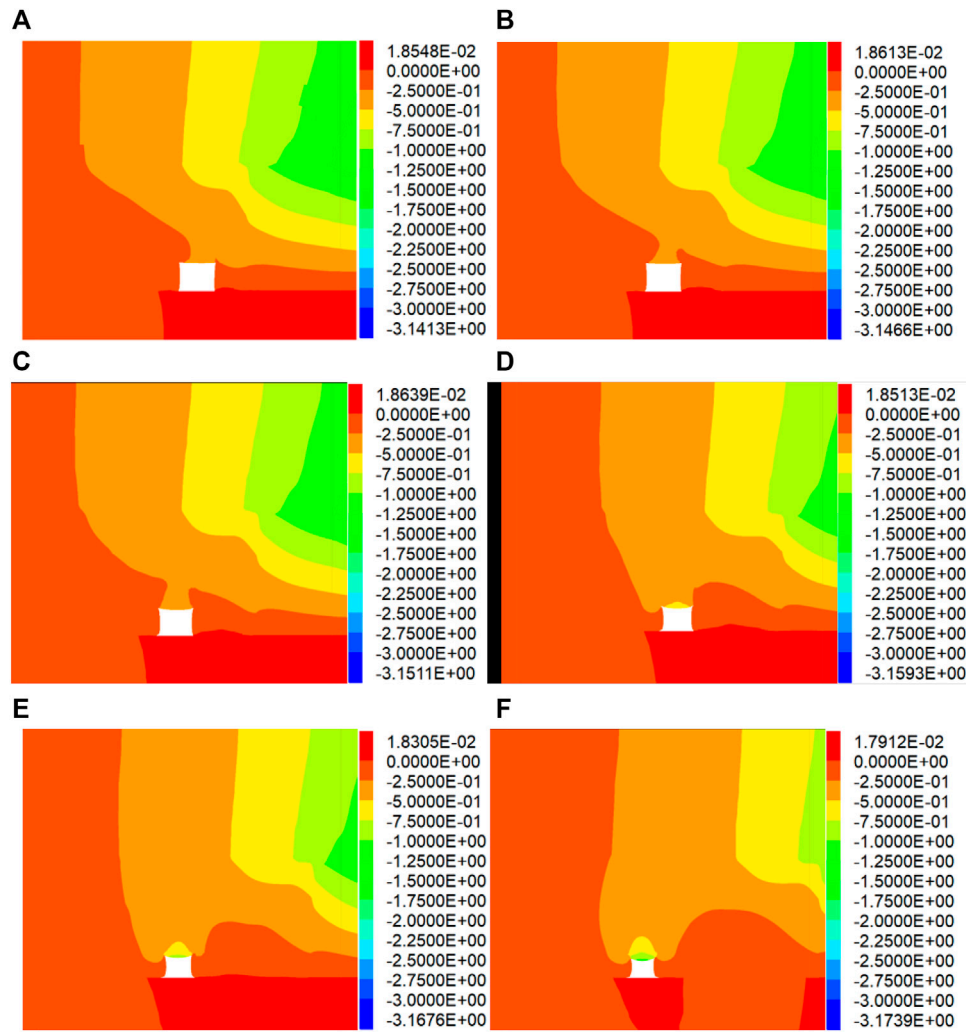 A
1.8548E-02
0.0000E+00
-2.5000E-01
-5.0000E-01
-7.5000E-01
-1.0000E+00
-1.2500E+00
-1.5000E+00
-1.7500E+00
-2.0000E+00
-2.2500E+00
-2.5000E+00
-2.7500E+00
-3.0000E+00
-3.1413E+00
B
1.8613E-02
0.0000E+00
-2.5000E-01
-5.0000E-01
-7.5000E-01
-1.0000E+00
-1.2500E+00
-1.5000E+00
-1.7500E+00
-2.0000E+00
-2.2500E+00
-2.5000E+00
-2.7500E+00
-3.0000E+00
-3.1466E+00
C
1.8639E-02
0.0000E+00
-2.5000E-01
-5.0000E-01
-7.5000E-01
-1.0000E+00
-1.2500E+00
-1.5000E+00
-1.7500E+00
-2.0000E+00
-2.2500E+00
-2.5000E+00
-2.7500E+00
-3.0000E+00
-3.1511E+00
D
1.8513E-02
0.0000E+00
-2.5000E-01
-5.0000E-01
-7.5000E-01
-1.0000E+00
-1.2500E+00
-1.5000E+00
-1.7500E+00
-2.0000E+00
-2.2500E+00
-2.5000E+00
-2.7500E+00
-3.0000E+00
-3.1593E+00
E
1.8305E-02
0.0000E+00
-2.5000E-01
-5.0000E-01
-7.5000E-01
-1.0000E+00
-1.2500E+00
-1.5000E+00
-1.7500E+00
-2.0000E+00
-2.2500E+00
-2.5000E+00
-2.7500E+00
-3.0000E+00
-3.1676E+00
F
1.7912E-02
0.0000E+00
-2.5000E-01
-5.0000E-01
-7.5000E-01
-1.0000E+00
-1.2500E+00
-1.5000E+00
-1.7500E+00
-2.0000E+00
-2.2500E+00
-2.5000E+00
-2.7500E+00
-3.0000E+00
-3.1739E+00